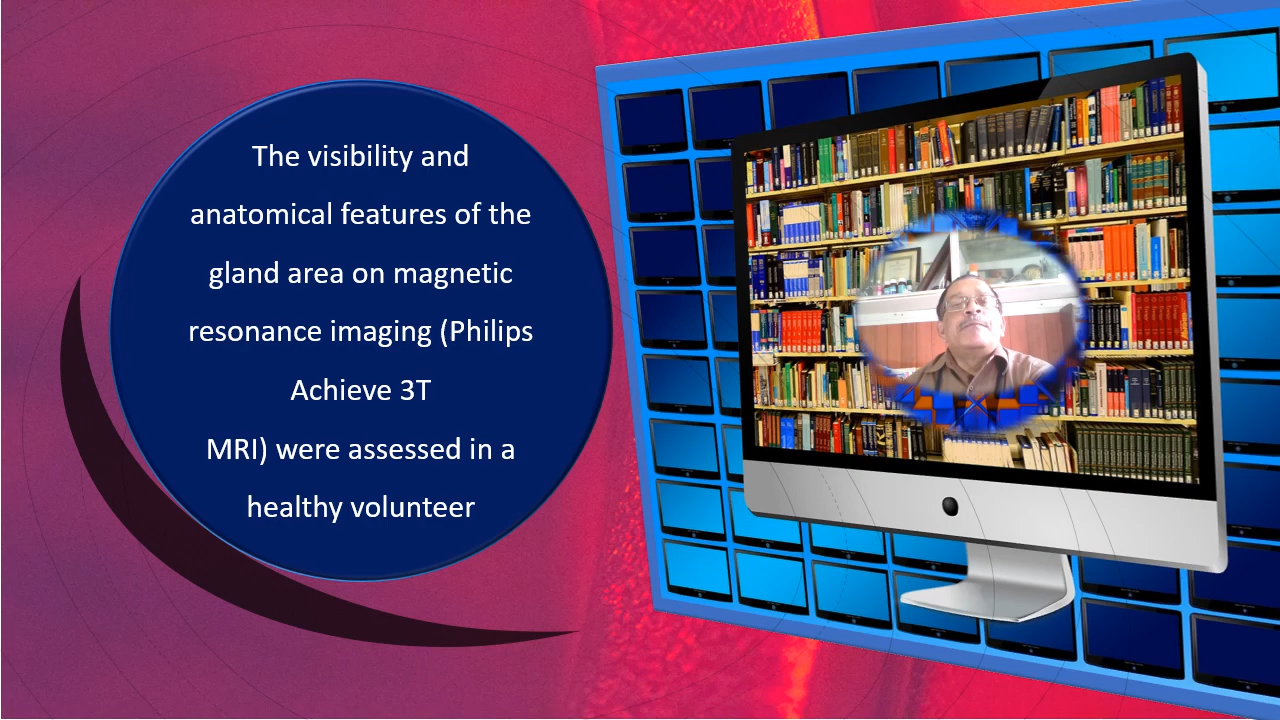 The visibility and
anatomical features of the
gland area on magnetic
resonance imaging (Philips
Achieve 3T
MRI) were assessed in a
healthy volunteer